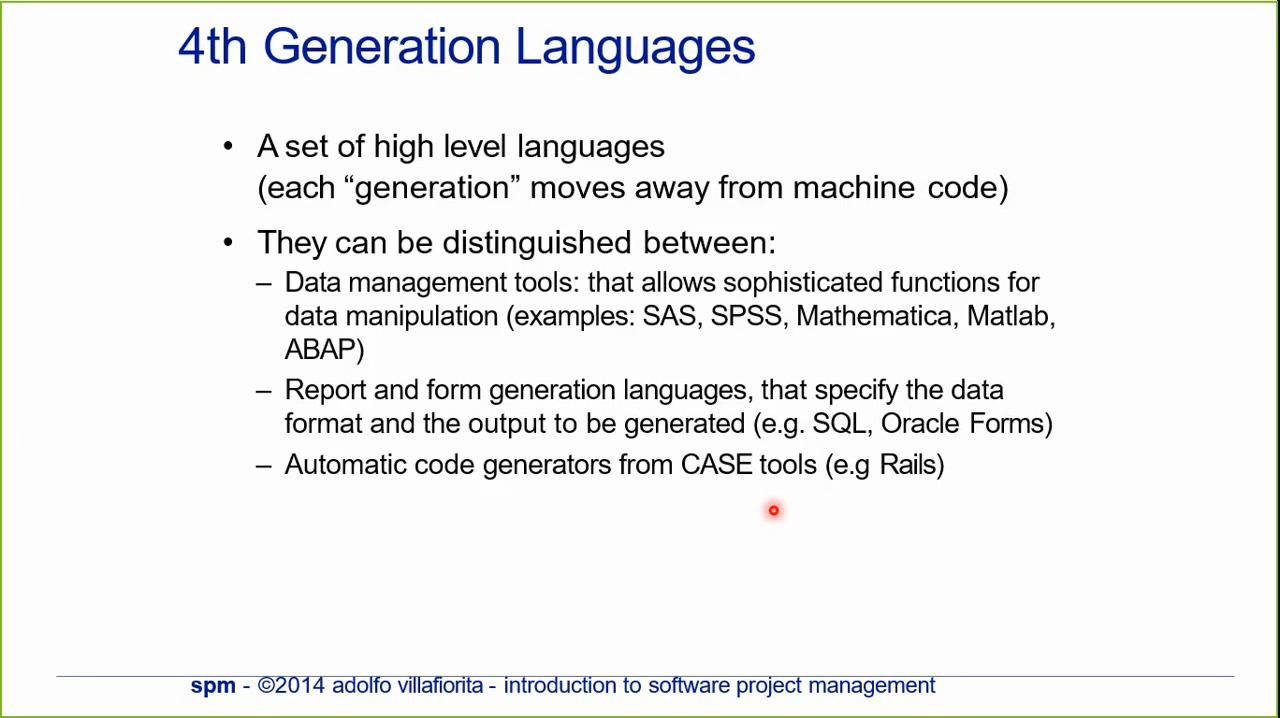 4th Generation Languages
• A set of high level languages
(each “generation” moves away from machine code)
• They can be distinguished between:
– Data management tools: that allows sophisticated functions for
data manipulation (examples: SAS, SPSS, Mathematica, Matlab,
ABAP)
– Report and form generation languages, that specify the data
format and the output to be generated (e.g. SQL, Oracle Forms)
– Automatic code generators from CASE tools (e.g Rails)
spm - ©2014 adolfo villafiorita - introduction to software project management